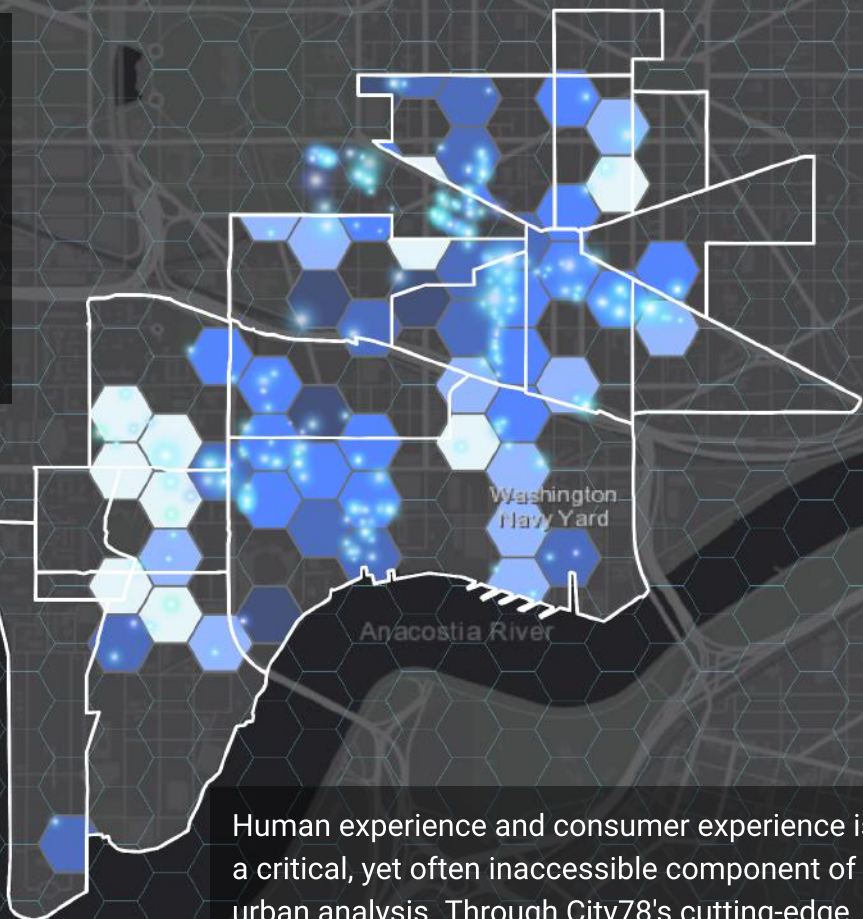 Washington
Navy Yard
Anacostia River
Human experience and consumer experience is
a critical, yet often inaccessible component of
urban analysis. Through City78's cutting-edge